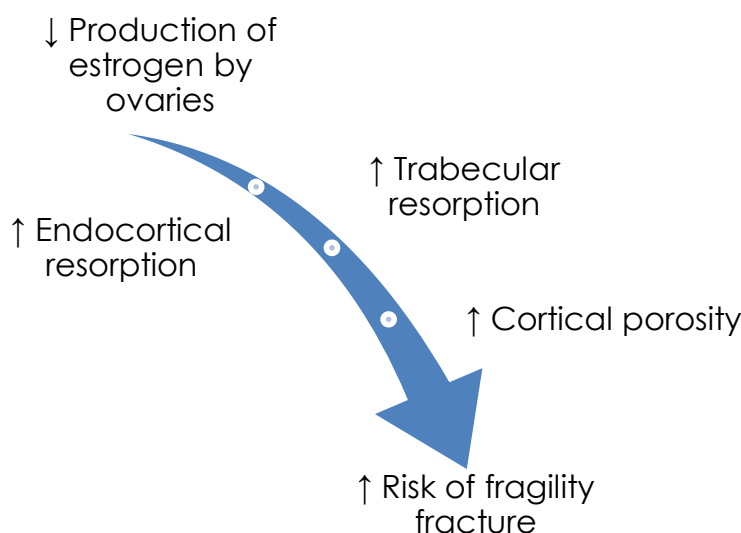 ↓ Production of
estrogen by
ovaries
↑ Trabecular
resorption
↑ Endocortical
resorption
↑ Cortical porosity
↑ Risk of fragility
fracture